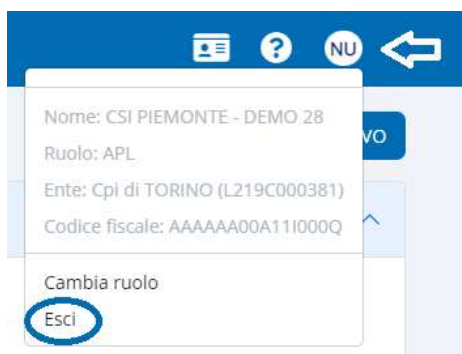 NU
Nome: CSI PIEMONTE - DEMO 28
VO
Ruolo: APL
Ente: Cpi di TORINO (L219C000381)
Codice fiscale: AAAAAA00A11I000Q
Cambia ruolo
Esci